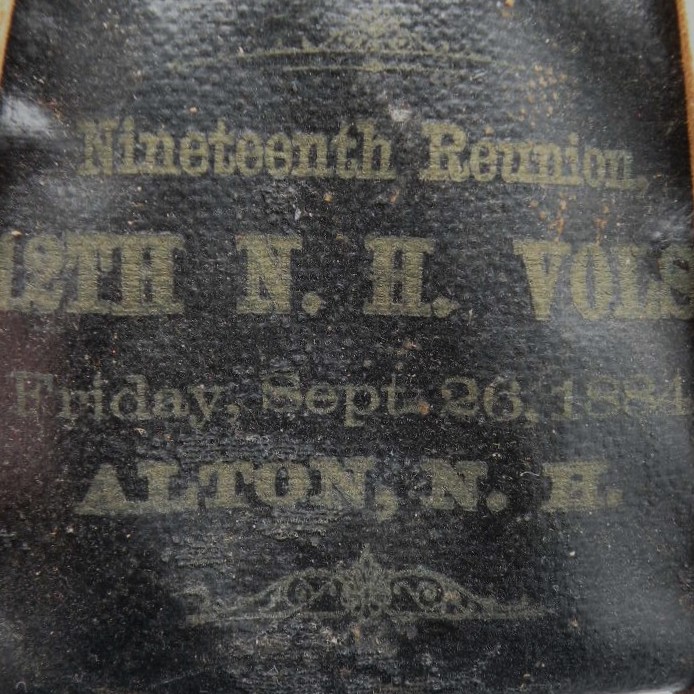 Nineteenth Reunion,
12TH N. H. VOLS
Friday, Sept. 26, 1884
ALTON, N. H.